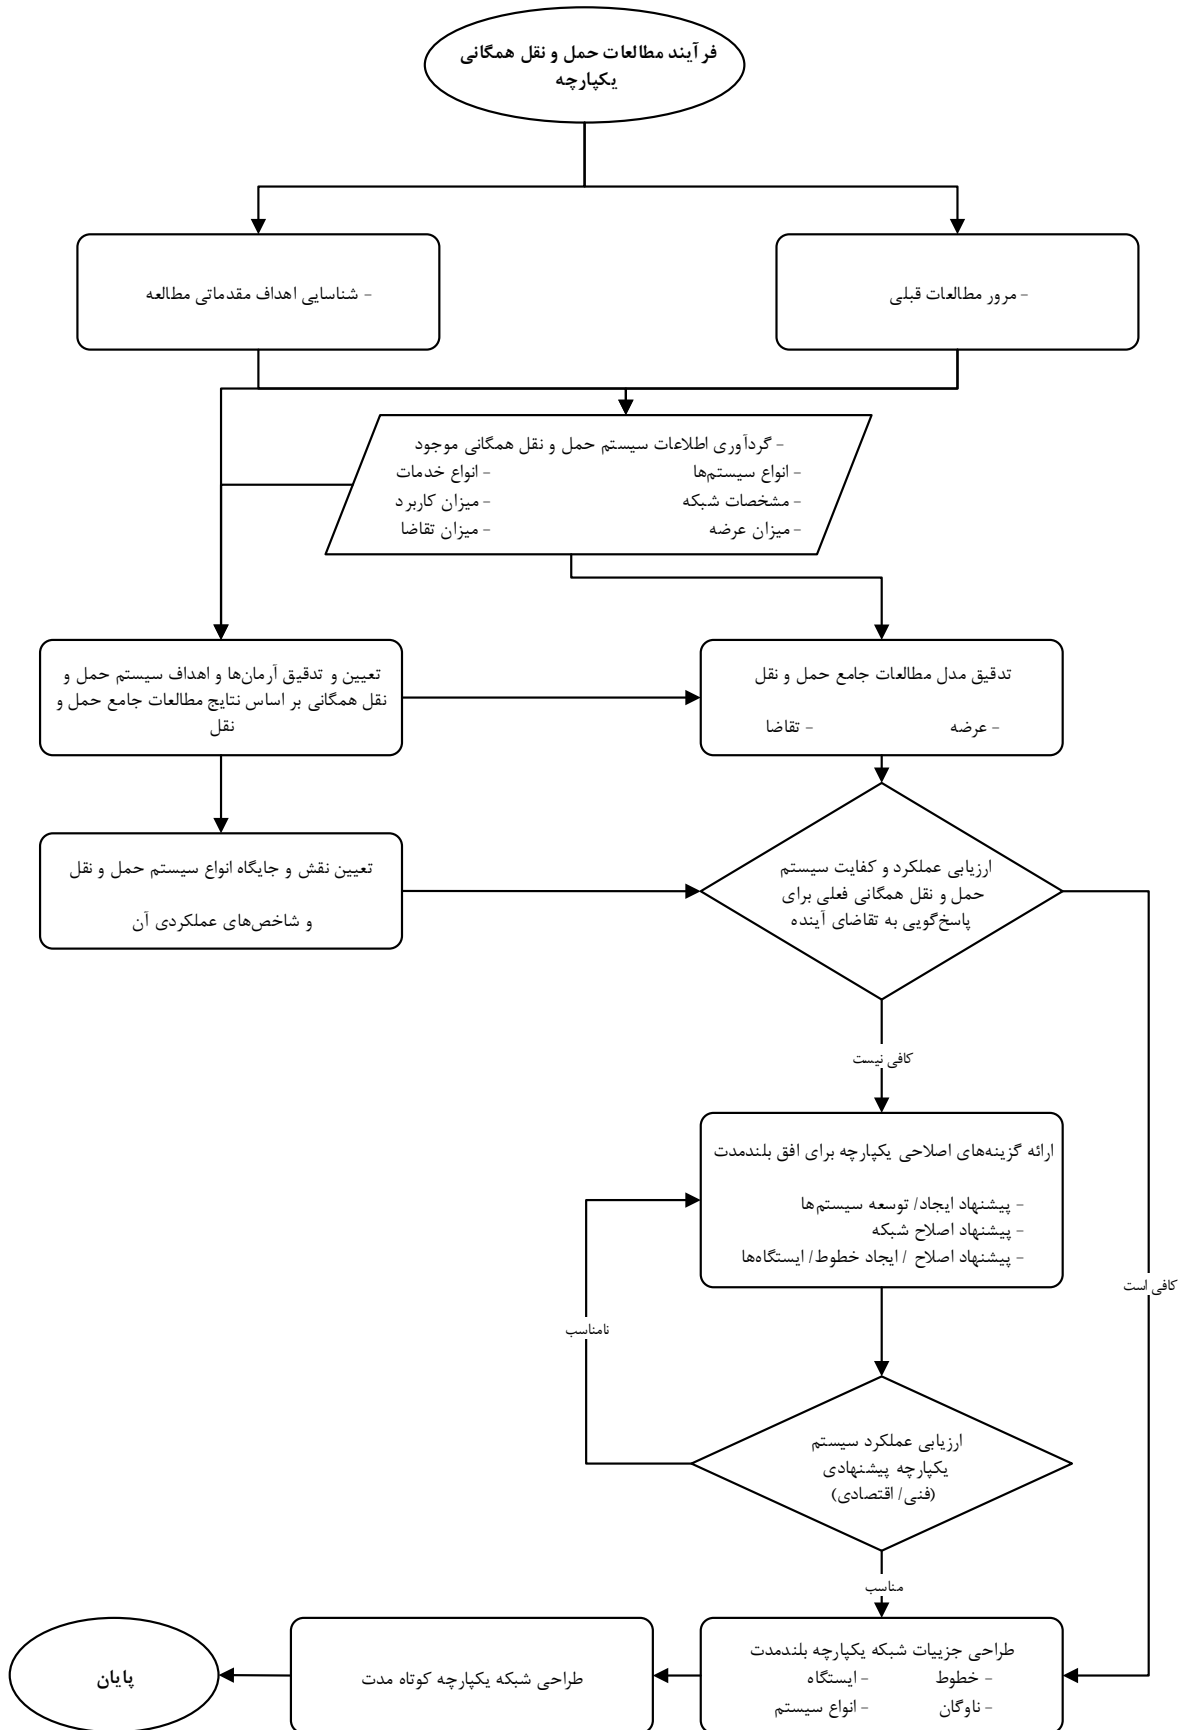 فرآیند مطالعات حمل و نقل همگانی
یکپارچه
- مرور مطالعات قبلی
- شناسایی اهداف مقدماتی مطالعه
- گردآوری اطلاعات سیستم حمل و نقل همگانی موجود
- انواع سیستم‌ها
- انواع خدمات
- مشخصات شبکه
- میزان کاربرد
- میزان عرضه
- میزان تقاضا
تدقیق مدل مطالعات جامع حمل و نقل
- عرضه
- تقاضا
تعیین و تدقیق آرمان‌ها و اهداف سیستم حمل و
نقل همگانی بر اساس نتایج مطالعات جامع حمل و
نقل
ارزیابی عملکرد و کفایت سیستم
حمل و نقل همگانی فعلی برای
پاسخ‌گویی به تقاضای آینده
تعیین نقش و جایگاه انواع سیستم حمل و نقل
و شاخص‌های عملکردی آن
کافی نیست
ارائه گزینه‌های اصلاحی یکپارچه برای افق بلندمدت
- پیشنهاد ایجاد/ توسعه سیستم‌ها
- پیشنهاد اصلاح شبکه
- پیشنهاد اصلاح / ایجاد خطوط/ ایستگاه‌ها
کافی است
نامناسب
ارزیابی عملکرد سیستم
یکپارچه پیشنهادی
(فنی/ اقتصادی)
مناسب
طراحی جزییات شبکه یکپارچه بلندمدت
- خطوط
- ایستگاه
- ناوگان
- انواع سیستم
طراحی شبکه یکپارچه کوتاه مدت
پایان